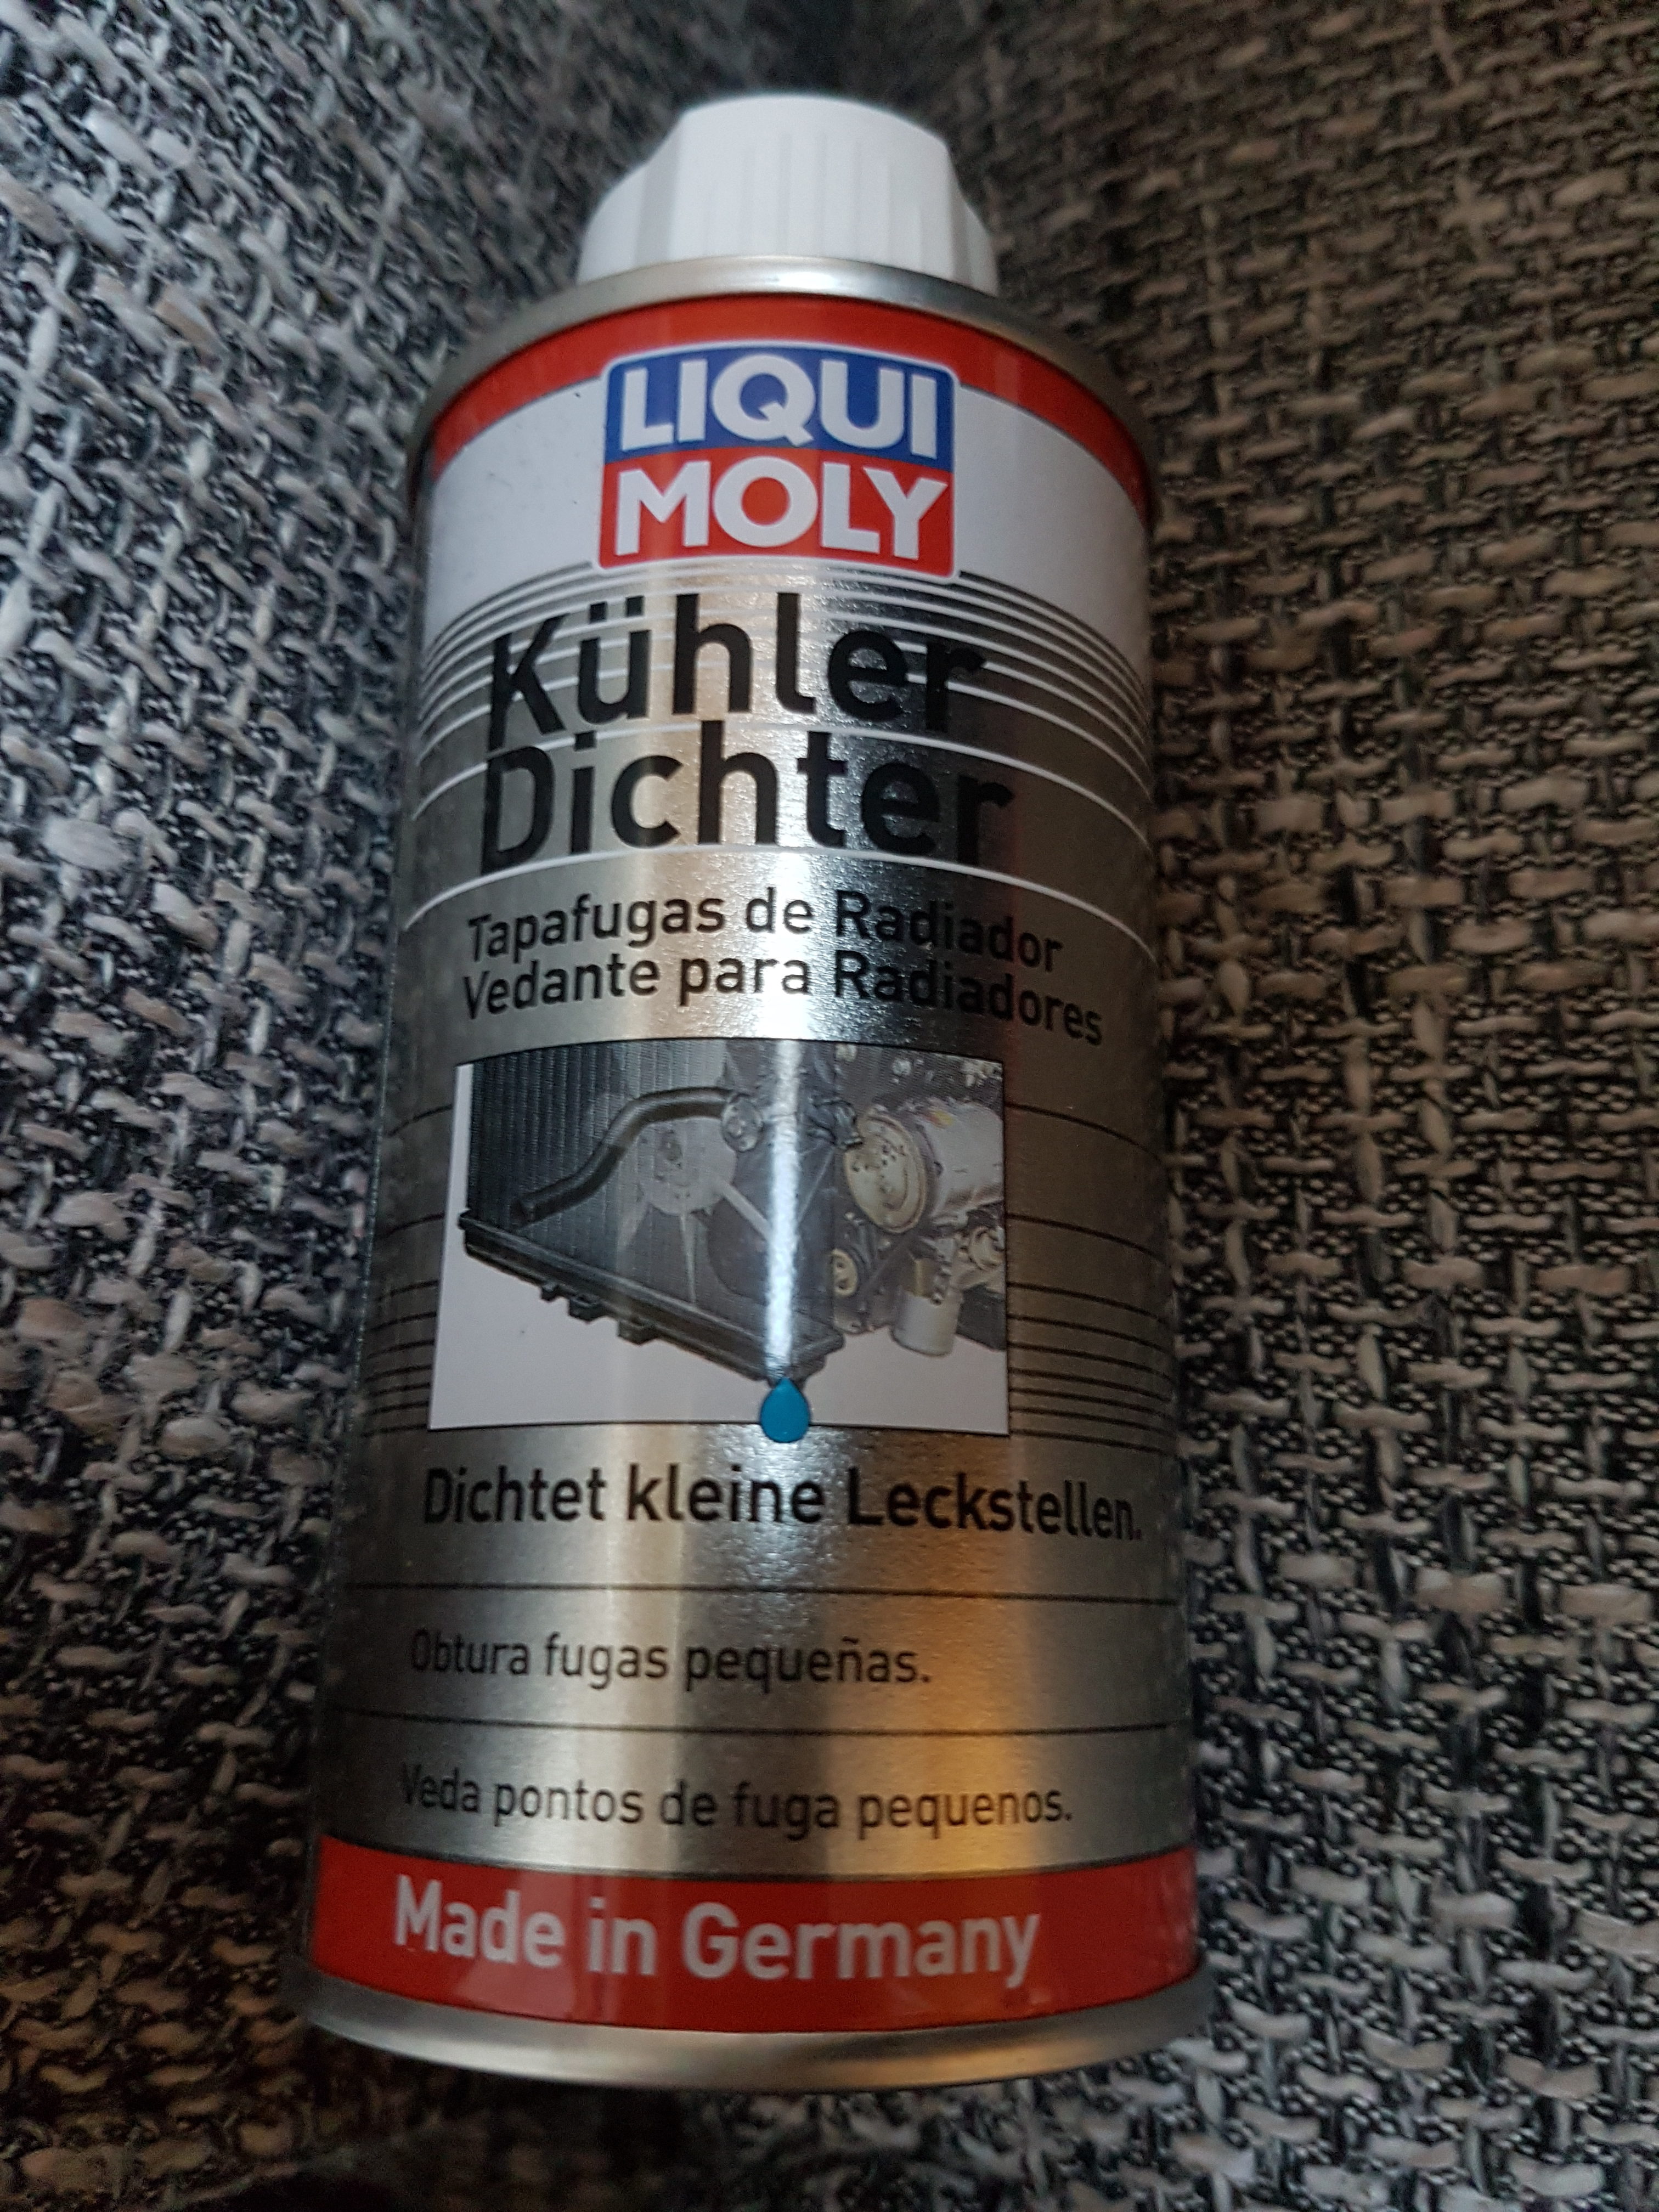 LIQUI
MOLY
Kühler
Dichter
Tapafugas de Radiador
Vedante para Radiadores
Dichtet kleine Leckstellen.
Obtura fugas pequeñas.
Veda pontos de fuga pequenos.
Made in Germany